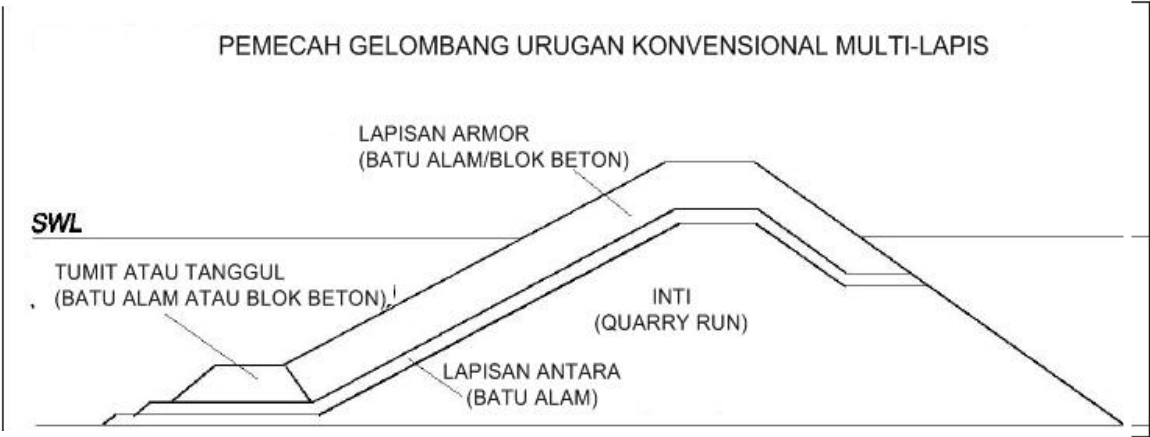 PEMECAH GELOMBANG URUGAN KONVENSIONAL MULTI-LAPIS
LAPISAN ARMOR
(BATU ALAM/BLOK BETON)
SWL
TUMIT ATAU TANGGUL
(BATU ALAM ATAU BLOK BETON)
INTI
(QUARRY RUN)
LAPISAN ANTARA
(BATU ALAM)